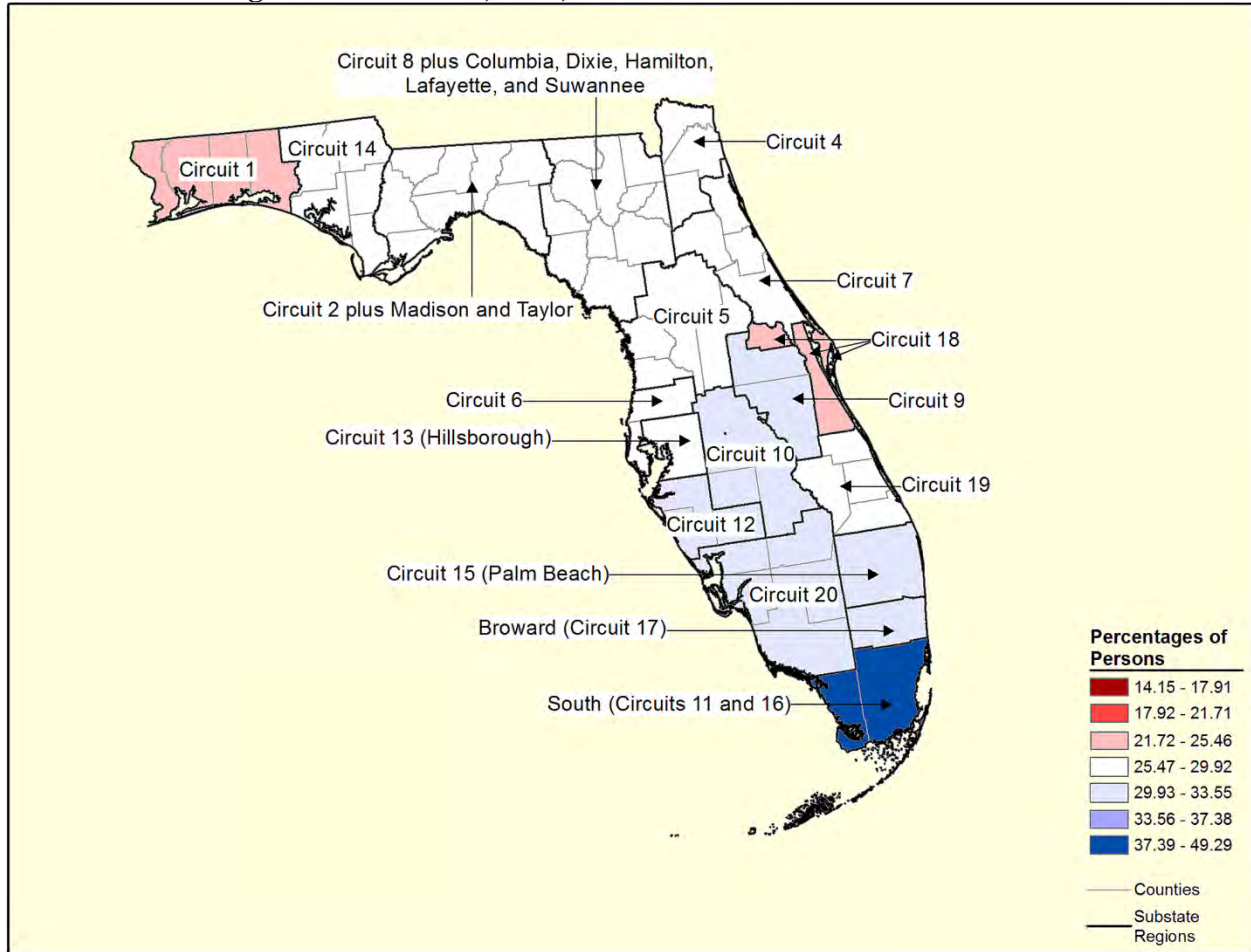 Circuit 8 plus Columbia, Dixie, Hamilton,
Lafayette, and Suwannee
Circuit 4
Circuit 14
Circuit 1
Circuit 7
Circuit 2 plus Madison and Taylor
Circuit 5
Circuit 18
Circuit 6
Circuit 9
Circuit 13 (Hillsborough)
Circuit 10
Circuit 19
Circuit 12
Circuit 15 (Palm Beach)
Circuit 20
Broward (Circuit 17)
South (Circuits 11 and 16)
Percentages of
Persons
14.15 - 17.91
17.92 - 21.71
21.72 - 25.46
25.47 - 29.92
29.93 - 33.55
33.56 - 37.38
37.39 - 49.29
Counties
Substate
Regions